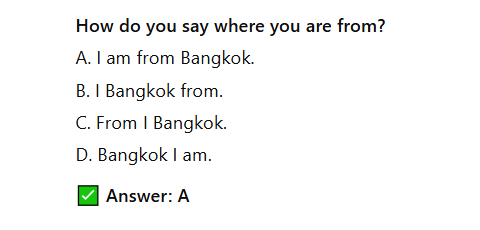 How do you say where you are from?
A. I am from Bangkok.
B. I Bangkok from.
C. From I Bangkok.
D. Bangkok I am.
✅ Answer: A